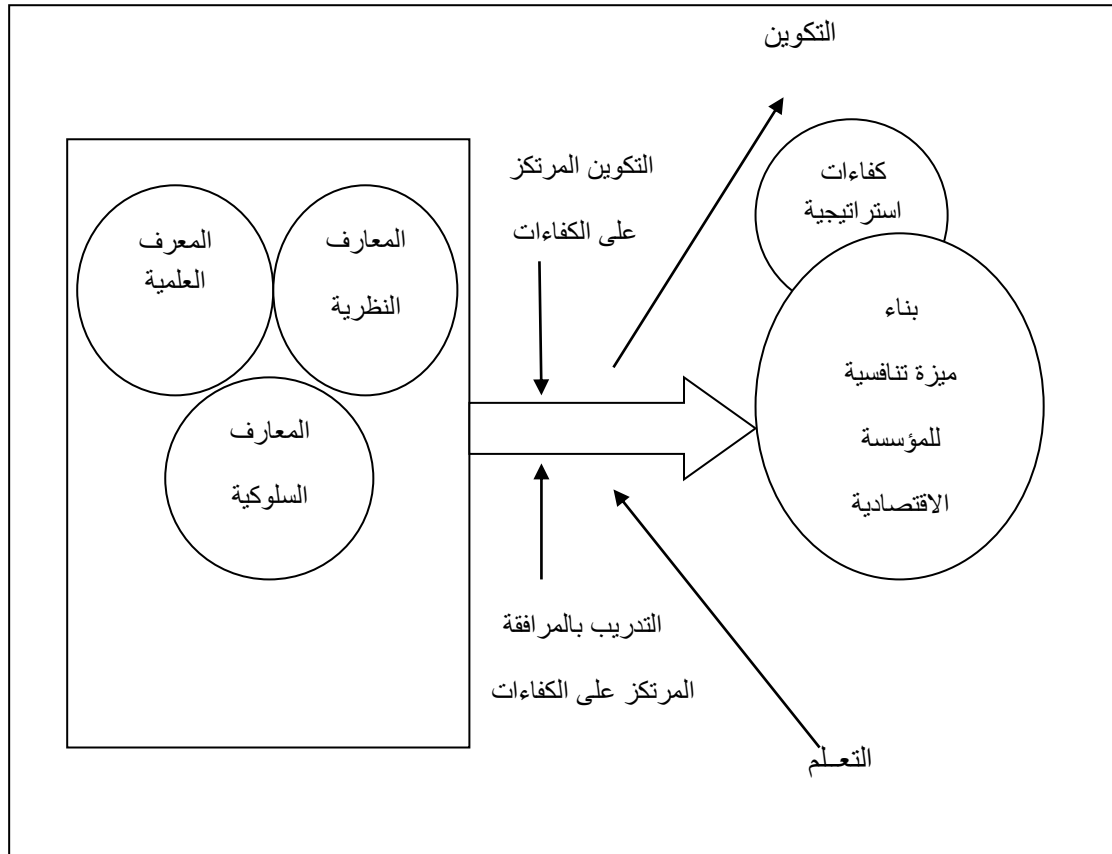 التكوين
كفاءات
استراتيجية
التكوين المرتكز
على الكفاءات
المعارف
النظرية
المعرف
العلمية
بناء
ميزة تنافسية
للمؤسسة
الاقتصادية
المعارف
السلوكية
التدريب بالمرافقة
المرتكز على الكفاءات
التعــلم